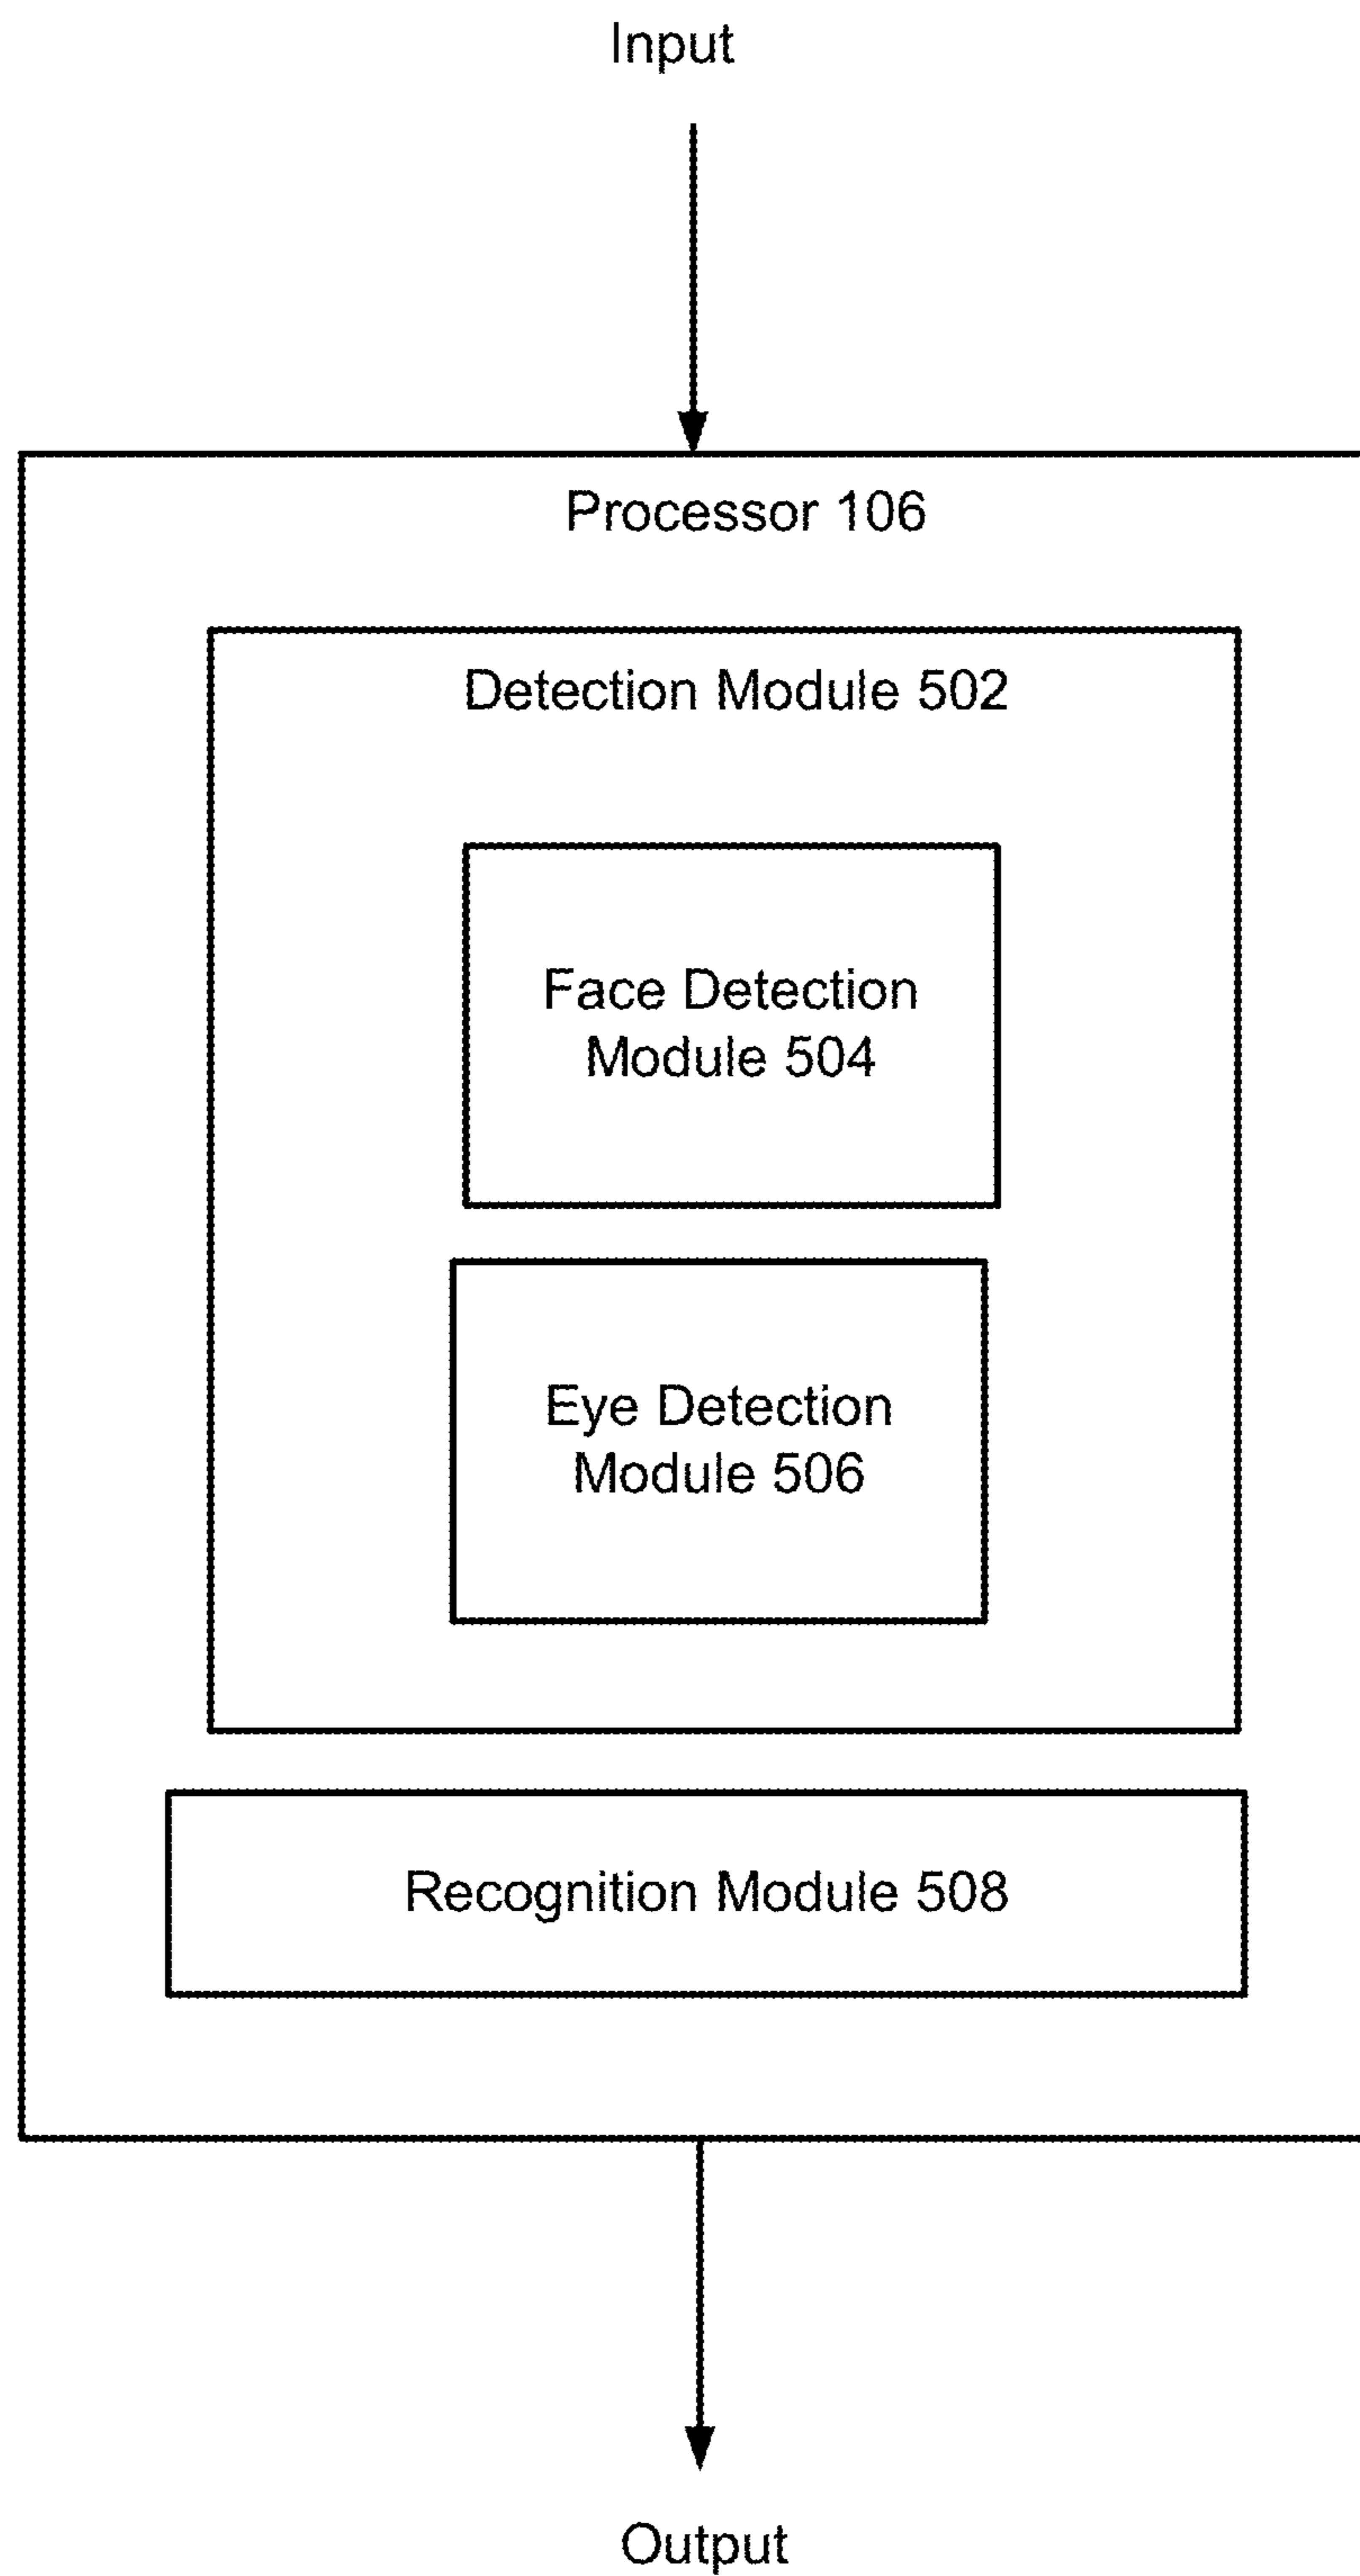 Input
Processor 106
Detection Module 502
Face Detection
Module 504
Eye Detection
Module 506
Recognition Module 508
Output